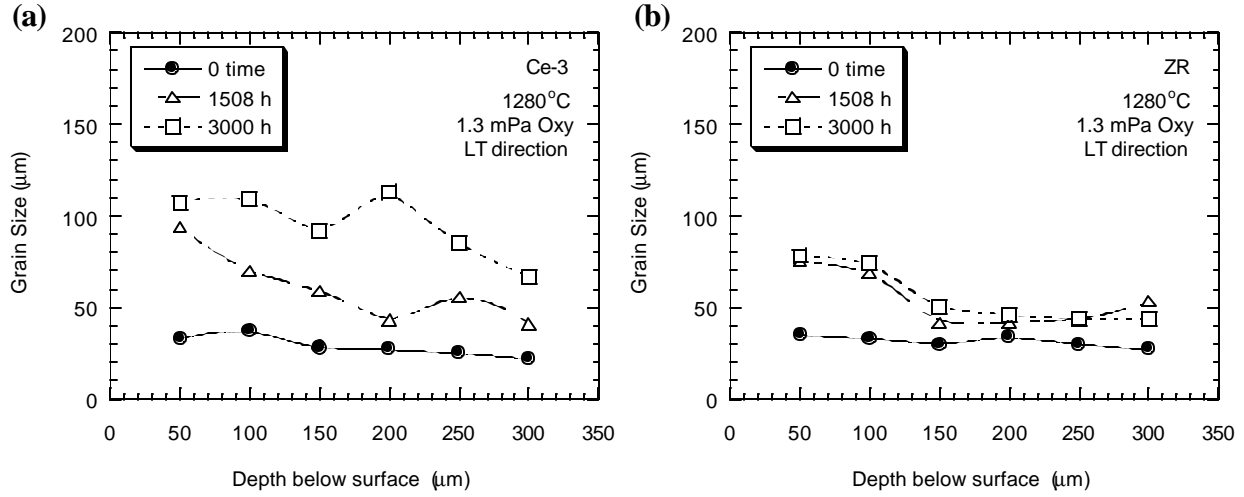 (a)
200
150
100
50
0
Grain Size (µm)
0 time
1508 h
3000 h
Ce-3
1280°C
1.3 mPa Oxy
LT direction
0 50 100 150 200 250 300 350
Depth below surface (µm)
(b)
200
150
100
50
0
Grain Size (µm)
0 time
1508 h
3000 h
ZR
1280°C
1.3 mPa Oxy
LT direction
0 50 100 150 200 250 300 350
Depth below surface (µm)